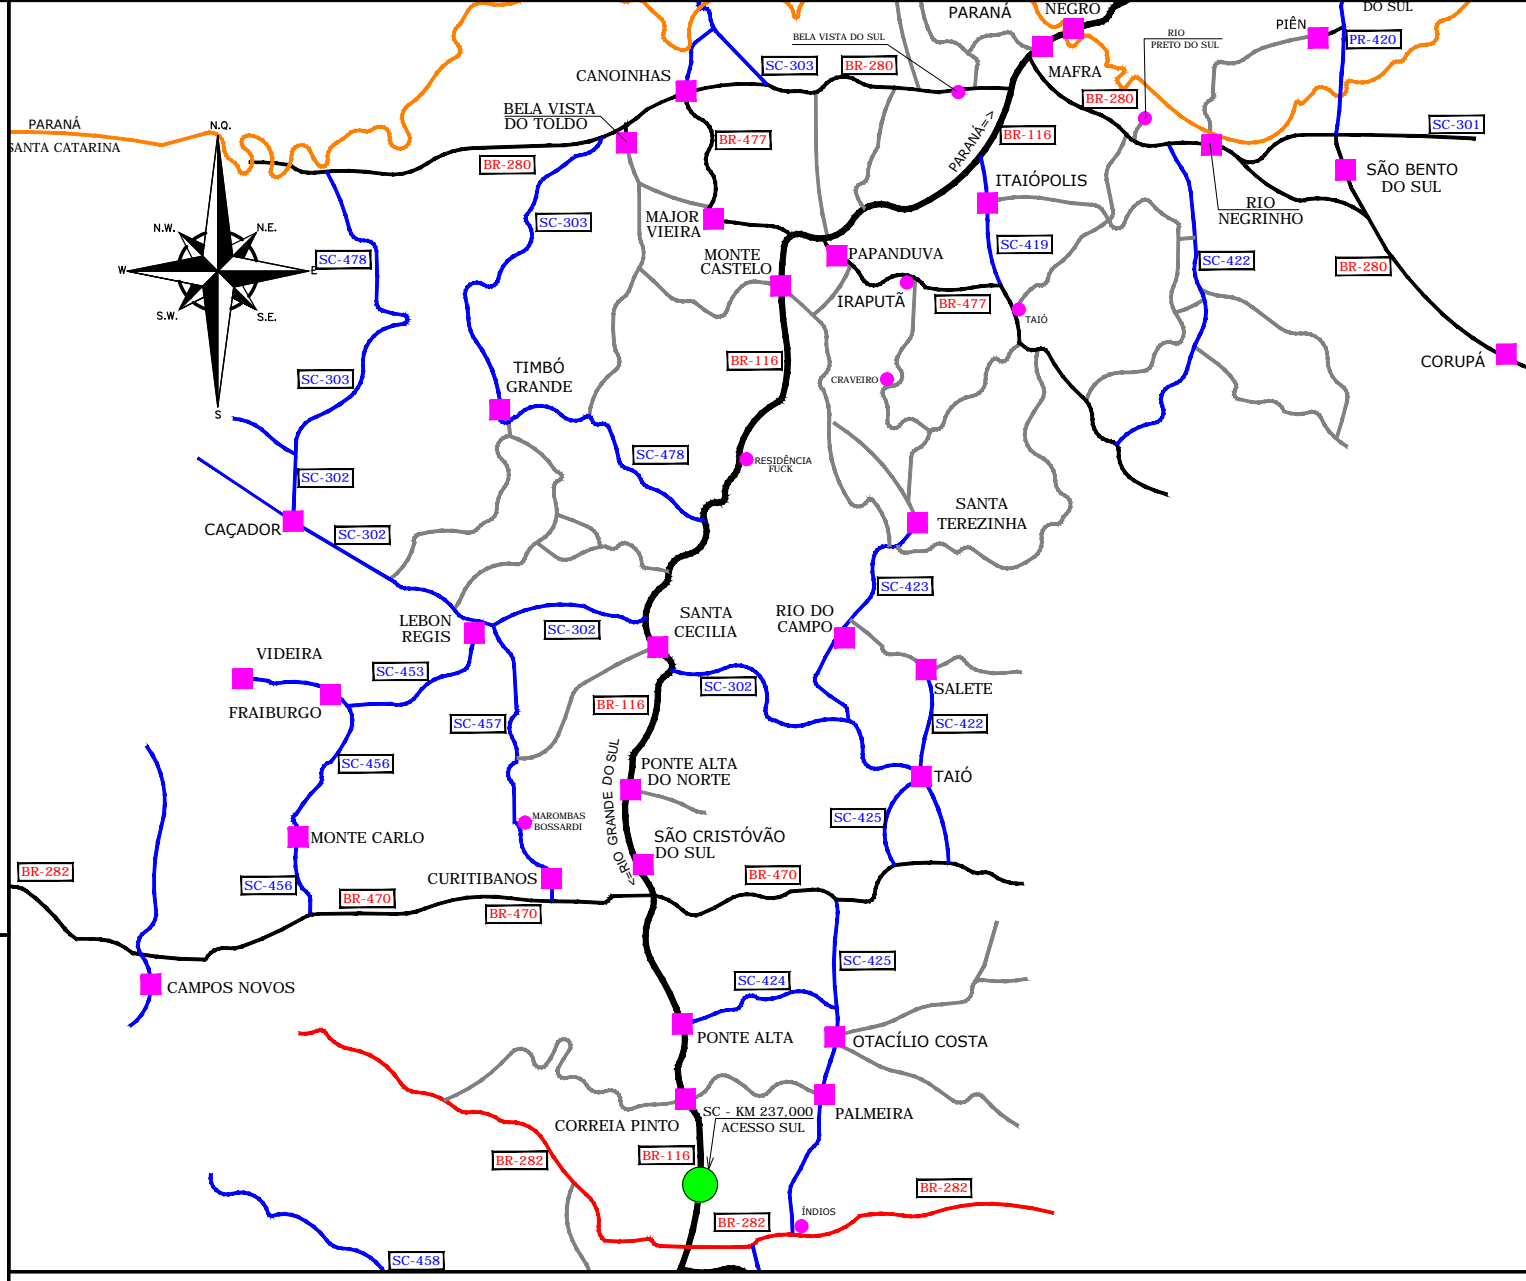 PARANÁ
NEGRO
DO SUL
PIÊN
BELA VISTA DO SUL
RIO
PRETO DO SUL
PR-420
SC-303
BR-280
CANOINHAS
MAFRA
BELA VISTA
DO TOLDO
BR-280
PARANÁ
SANTA CATARINA
N.Q.
BR-477
PARANÁ=>
BR-116
SC-301
BR-280
SÃO BENTO
DO SUL
ITAIÓPOLIS
RIO
NEGRINHO
N.W.
N.E.
W
E
S.W.
S.E.
S
SC-478
SC-303
MAJOR
VIEIRA
MONTE
CASTELO
PAPANDUVA
SC-419
SC-422
BR-280
IRAPUTÃ
BR-477
TAIÓ
CORUPÁ
BR-116
TIMBÓ
GRANDE
SC-303
CRAVEIRO
SC-478
RESIDÊNCIA
FUCK
SC-302
CAÇADOR
SC-302
SANTA
TEREZINHA
SC-423
LEBON
REGIS
SC-302
SANTA
CECILIA
RIO DO
CAMPO
VIDEIRA
SC-453
FRAIBURGO
SC-302
SALETE
BR-116
SC-457
SC-422
SC-456
<=RIO GRANDE DO SUL
PONTE ALTA
DO NORTE
TAIÓ
MAROMBAS
BOSSARDI
SC-425
MONTE CARLO
SÃO CRISTÓVÃO
DO SUL
BR-282
SC-456
BR-470
CURITIBANOS
BR-470
BR-470
SC-425
SC-424
CAMPOS NOVOS
PONTE ALTA
OTACÍLIO COSTA
SC - KM 237,000
ACESSO SUL
CORREIA PINTO
PALMEIRA
BR-282
BR-116
BR-282
BR-282
ÍNDIOS
SC-458